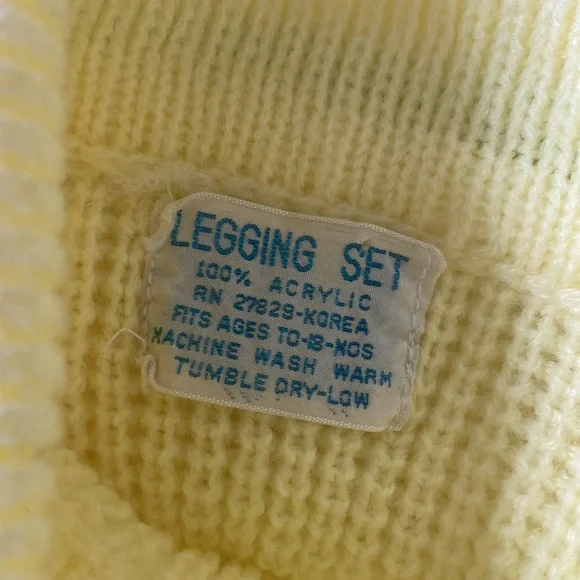 LEGGING SET
100% ACRYLIC
RN 27829-KOREA
FITS AGES TO-18-MOS
MACHINE WASH WARM
TUMBLE DRY-LOW